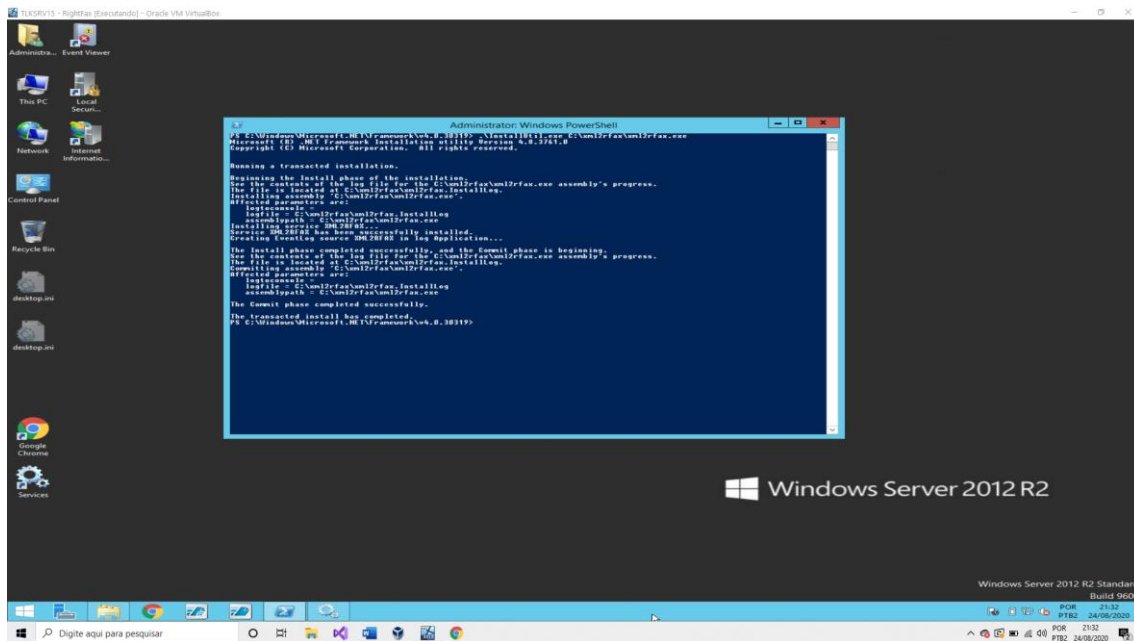 TLKSRV15 - RightFax [Executando] - Oracle VM VirtualBox
Administra...
Event Viewer
This PC
Local
Securi...
Network
Internet
Informatio...
Control Panel
Recycle Bin
desktop.ini
desktop.ini
Google
Chrome
Services
Administrator: Windows PowerShell
PS C:\Windows\Microsoft.NET\Framework\v4.0.30319> .\InstallUtil.exe C:\xml2rfax\xml2rfax.exe
Microsoft (R) .NET Framework Installation utility Version 4.8.3761.0
Copyright (C) Microsoft Corporation.  All rights reserved.
Running a transacted installation.
Beginning the Install phase of the installation.
See the contents of the log file for the C:\xml2rfax\xml2rfax.exe assembly's progress.
The file is located at C:\xml2rfax\xml2rfax.InstallLog.
Installing assembly 'C:\xml2rfax\xml2rfax.exe'.
Affected parameters are:
logtoconsole =
logfile = C:\xml2rfax\xml2rfax.InstallLog
assemblypath = C:\xml2rfax\xml2rfax.exe
Installing service XML2RFAX...
Service XML2RFAX has been successfully installed.
Creating EventLog source XML2RFAX in log Application...
The Install phase completed successfully, and the Commit phase is beginning.
See the contents of the log file for the C:\xml2rfax\xml2rfax.exe assembly's progress.
The file is located at C:\xml2rfax\xml2rfax.InstallLog.
Committing assembly 'C:\xml2rfax\xml2rfax.exe'.
Affected parameters are:
logtoconsole =
logfile = C:\xml2rfax\xml2rfax.InstallLog
assemblypath = C:\xml2rfax\xml2rfax.exe
The Commit phase completed successfully.
The transacted install has completed.
PS C:\Windows\Microsoft.NET\Framework\v4.0.30319>
Windows Server 2012 R2
Windows Server 2012 R2 Standar
Build 960
POR 21:32
PTB2 24/08/2020
Digite aqui para pesquisar
POR 21:32
PTB2 24/08/2020